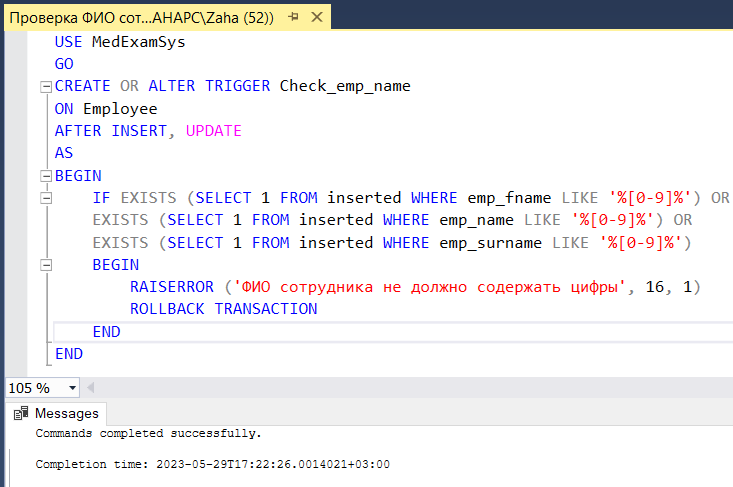 Проверка ФИО сот...AHAPC\Zaha (52))
USE MedExamSys
GO
CREATE OR ALTER TRIGGER Check_emp_name
ON Employee
AFTER INSERT, UPDATE
AS
BEGIN
IF EXISTS (SELECT 1 FROM inserted WHERE emp_fname LIKE '%[0-9]%') OR
EXISTS (SELECT 1 FROM inserted WHERE emp_name LIKE '%[0-9]%') OR
EXISTS (SELECT 1 FROM inserted WHERE emp_surname LIKE '%[0-9]%')
BEGIN
RAISERROR ('ФИО сотрудника не должно содержать цифры', 16, 1)
ROLLBACK TRANSACTION
END
END
105 %
Messages
Commands completed successfully.
Completion time: 2023-05-29T17:22:26.0014021+03:00